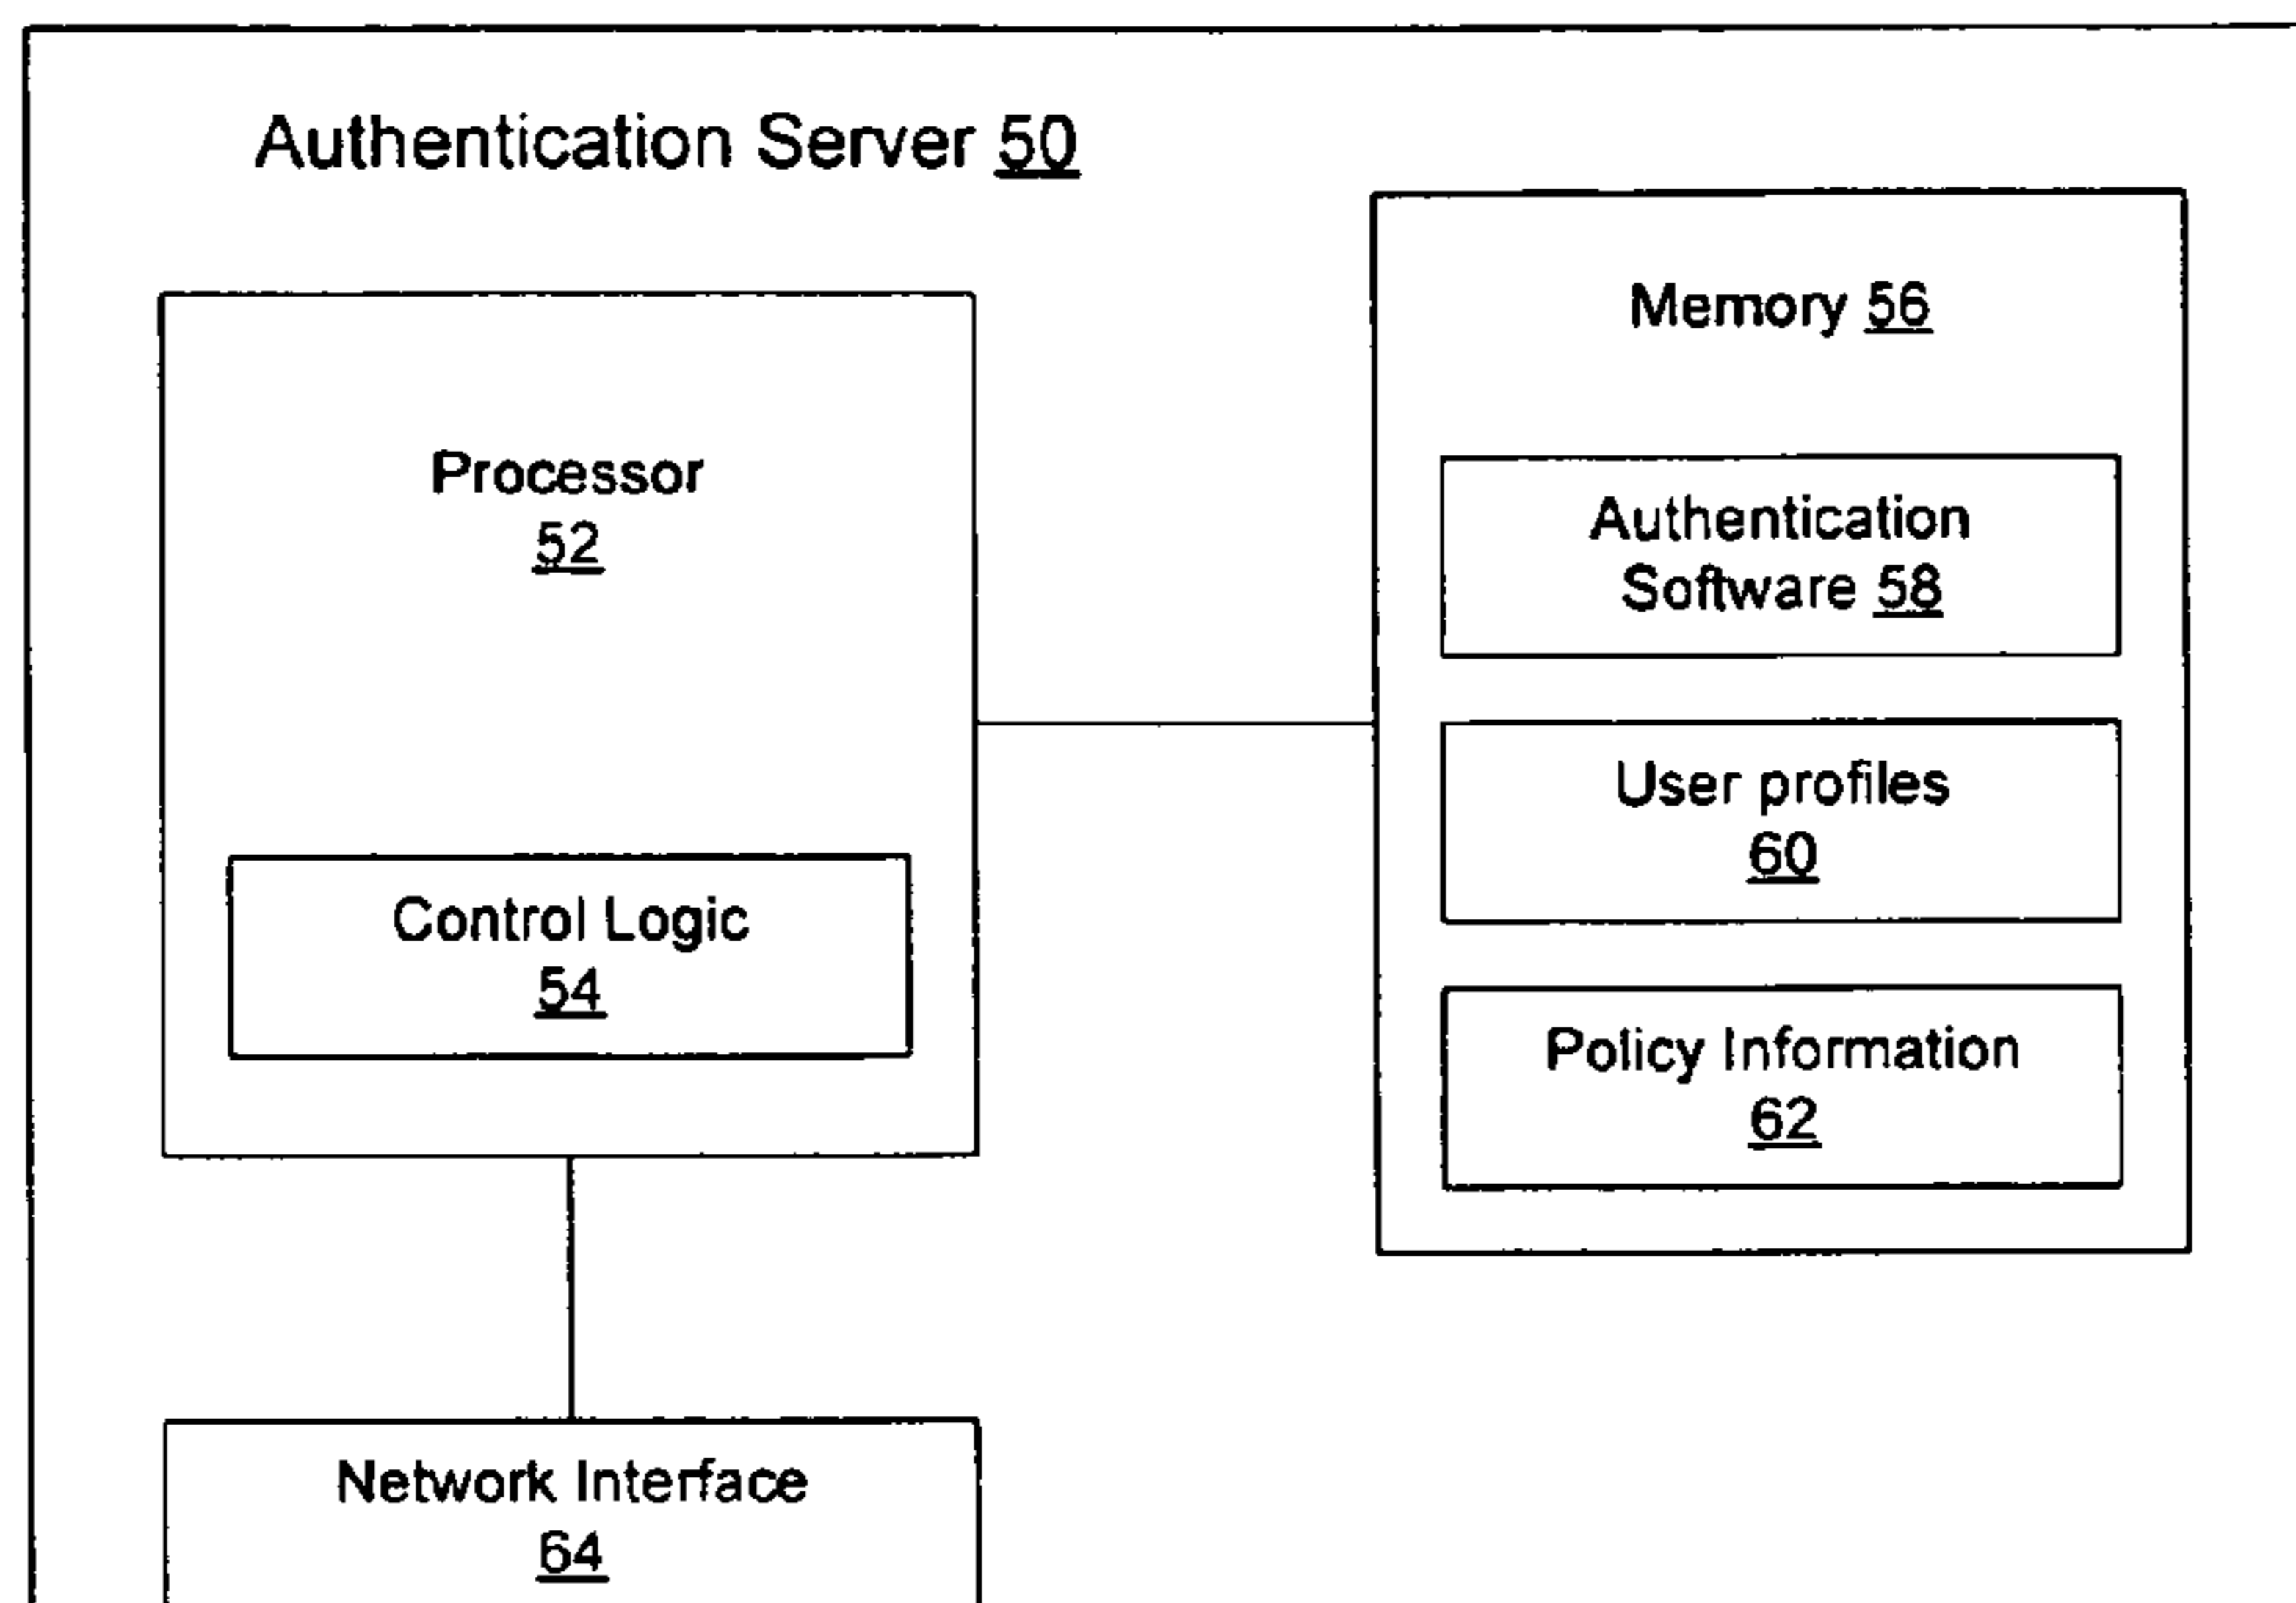 Authentication Server 50
Processor
52
Control Logic
54
Memory 56
Authentication
Software 58
User profiles
60
Policy Information
62
Network Interface
64